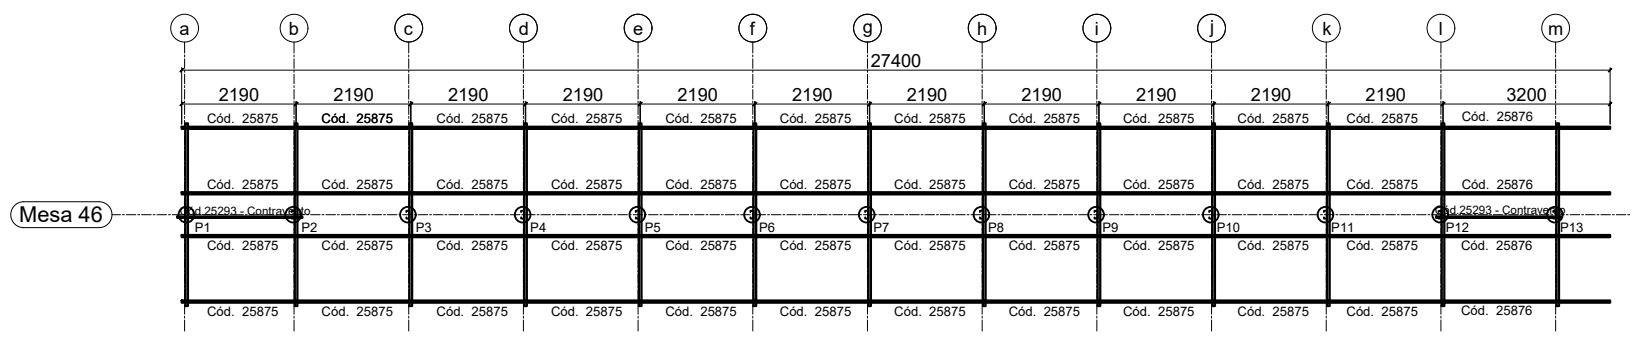 a b c d e f g h i j k l m
27400
2190 2190 2190 2190 2190 2190 2190 2190 2190 2190 2190 3200
Cód. 25875 Cód. 25875 Cód. 25875 Cód. 25875 Cód. 25875 Cód. 25875 Cód. 25875 Cód. 25875 Cód. 25875 Cód. 25875 Cód. 25875 Cód. 25876
Cód. 25875 Cód. 25875 Cód. 25875 Cód. 25875 Cód. 25875 Cód. 25875 Cód. 25875 Cód. 25875 Cód. 25875 Cód. 25875 Cód. 25875 Cód. 25876
Mesa 46
Cód.25293 - Contraviento Cód.25293 - Contraviento
P1 P2 P3 P4 P5 P6 P7 P8 P9 P10 P11 P12 P13
Cód. 25875 Cód. 25875 Cód. 25875 Cód. 25875 Cód. 25875 Cód. 25875 Cód. 25875 Cód. 25875 Cód. 25875 Cód. 25875 Cód. 25875 Cód. 25876
Cód. 25875 Cód. 25875 Cód. 25875 Cód. 25875 Cód. 25875 Cód. 25875 Cód. 25875 Cód. 25875 Cód. 25875 Cód. 25875 Cód. 25875 Cód. 25876